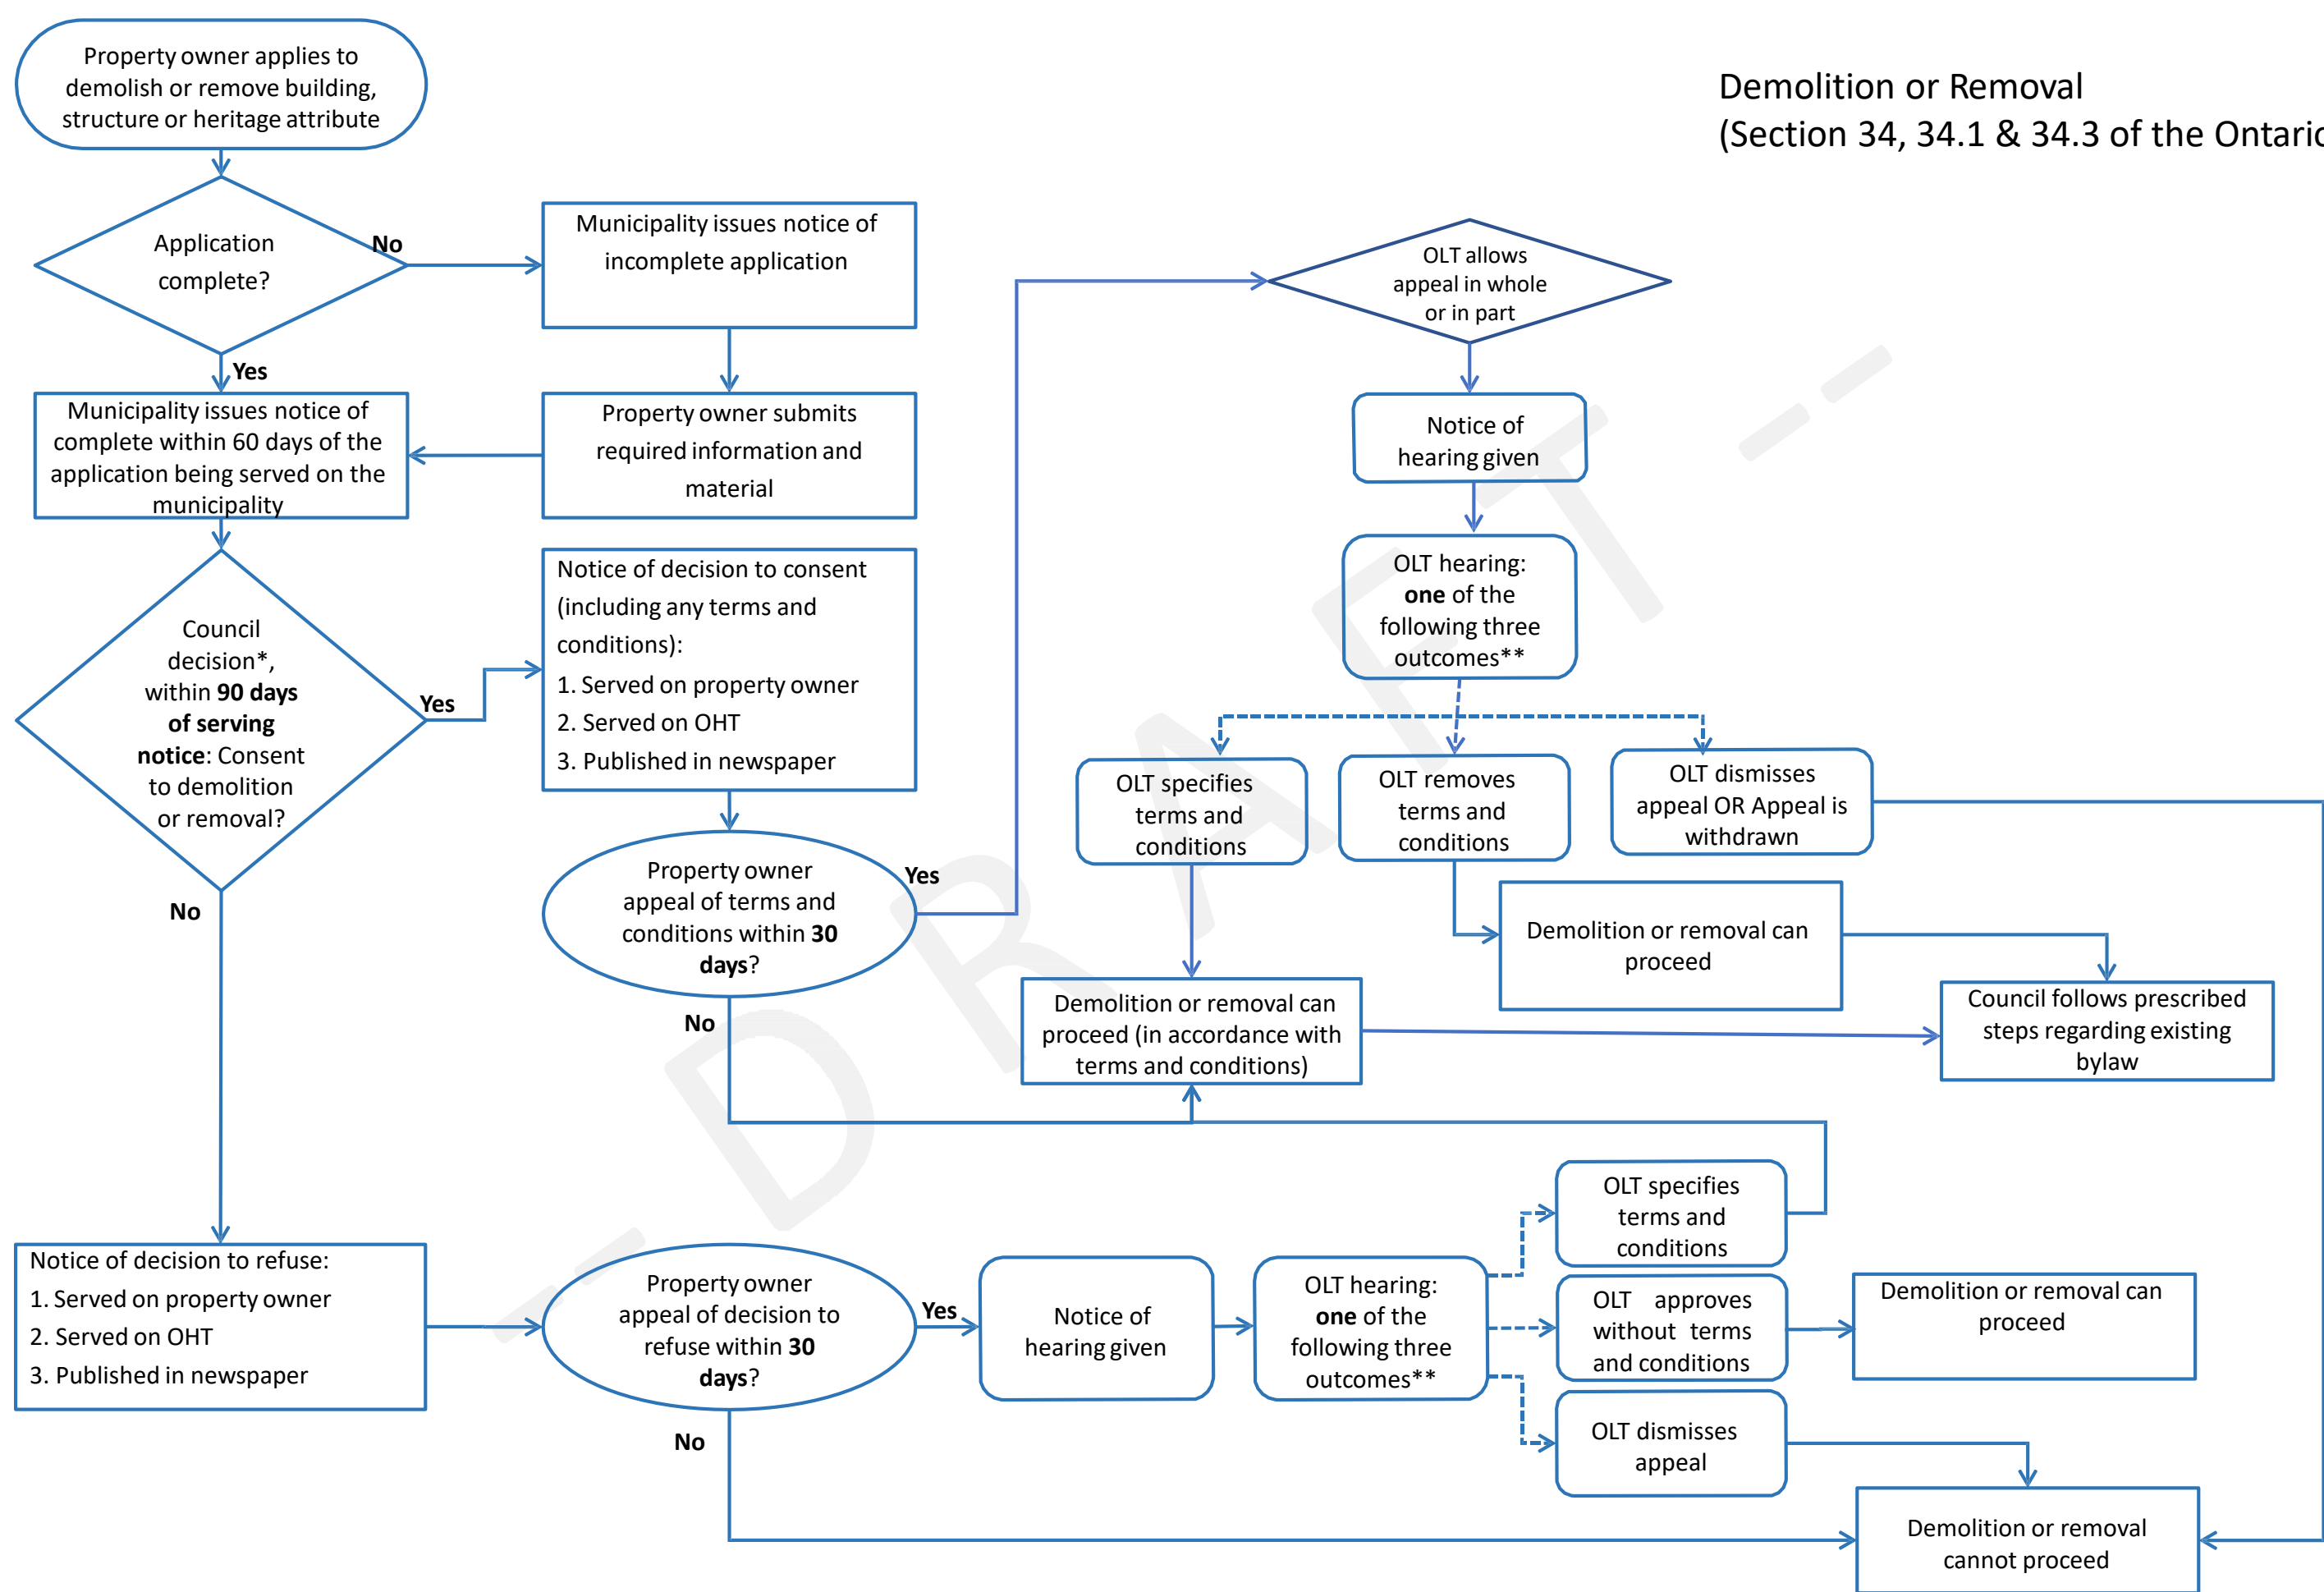 Demolition or Removal
(Section 34, 34.1 & 34.3 of the Ontario
Property owner applies to
demolish or remove building,
structure or heritage attribute
Application
complete?
No
Municipality issues notice of
incomplete application
Yes
Municipality issues notice of
complete within 60 days of the
application being served on the
municipality
Property owner submits
required information and
material
Council
decision*,
within 90 days
of serving
notice: Consent
to demolition
or removal?
Yes
No
Notice of decision to consent
(including any terms and
conditions):
1. Served on property owner
2. Served on OHT
3. Published in newspaper
Property owner
appeal of terms and
conditions within 30
days?
Yes
No
OLT allows
appeal in whole
or in part
Notice of
hearing given
OLT hearing:
one of the
following three
outcomes**
OLT specifies
terms and
conditions
OLT removes
terms and
conditions
OLT dismisses
appeal OR Appeal is
withdrawn
Demolition or removal can
proceed
Demolition or removal can
proceed (in accordance with
terms and conditions)
Council follows prescribed
steps regarding existing
bylaw
Notice of decision to refuse:
1. Served on property owner
2. Served on OHT
3. Published in newspaper
Property owner
appeal of decision to
refuse within 30
days?
Yes
No
Notice of
hearing given
OLT hearing:
one of the
following three
outcomes**
OLT specifies
terms and
conditions
OLT approves
without terms
and conditions
Demolition or removal can
proceed
OLT dismisses
appeal
Demolition or removal
cannot proceed
-- DRAFT --